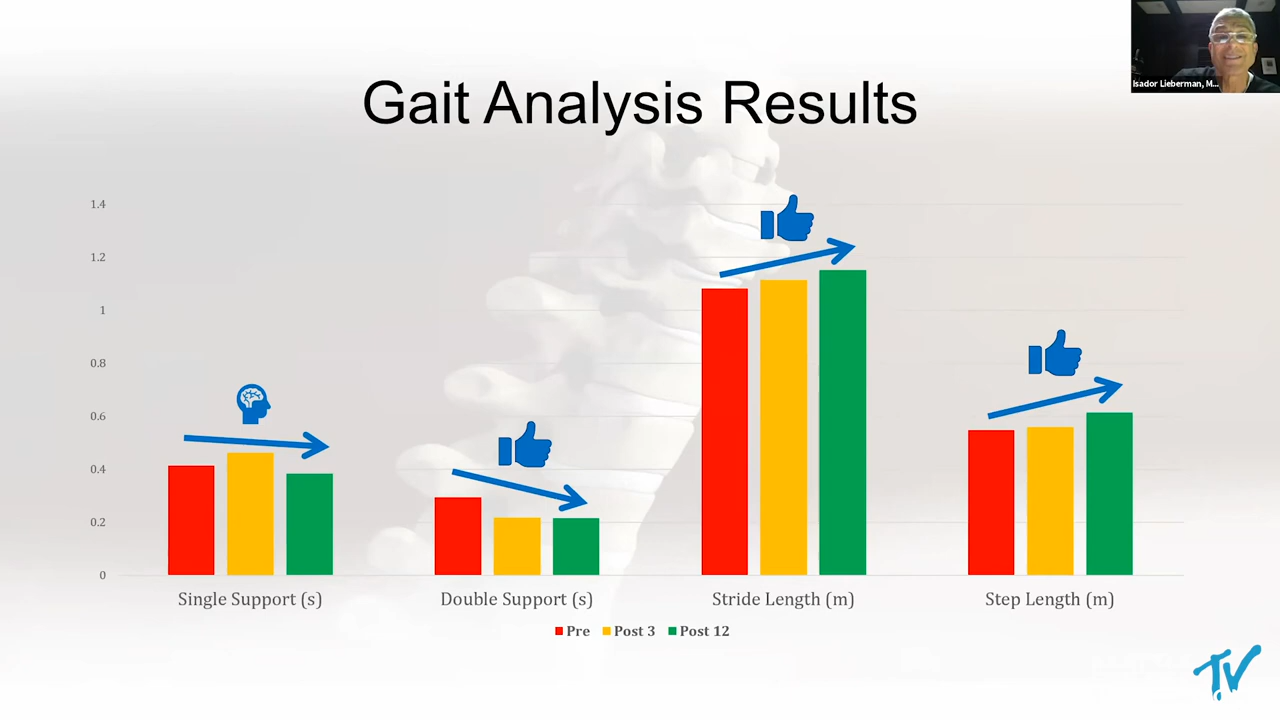 Isador Lieberman, M...
Gait Analysis Results
1.4
1.2
1
0.8
0.6
0.4
0.2
0
Single Support (s)
Double Support (s)
Stride Length (m)
Step Length (m)
Pre
Post 3
Post 12
TV